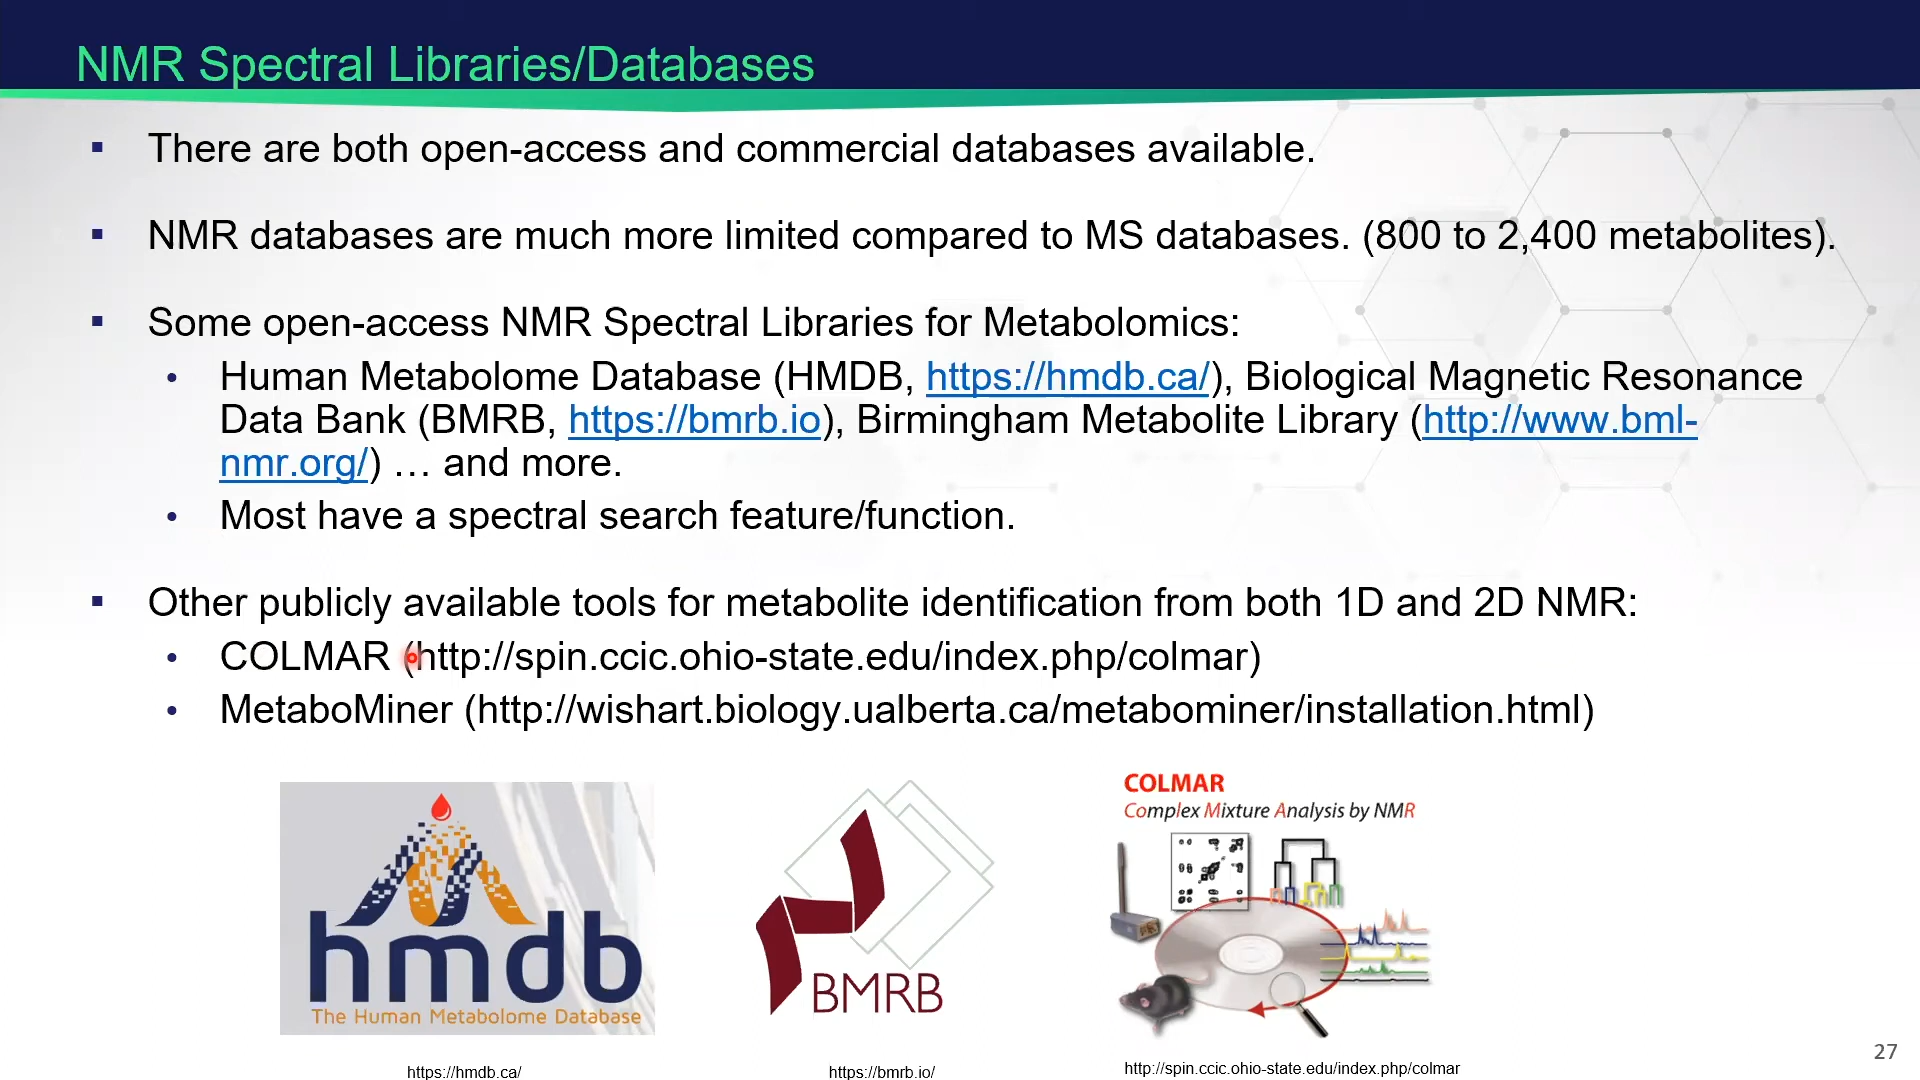 NMR Spectral Libraries/Databases
▪ There are both open-access and commercial databases available.
▪ NMR databases are much more limited compared to MS databases. (800 to 2,400 metabolites).
▪ Some open-access NMR Spectral Libraries for Metabolomics:
• Human Metabolome Database (HMDB, https://hmdb.ca/), Biological Magnetic Resonance
Data Bank (BMRB, https://bmrb.io), Birmingham Metabolite Library (http://www.bml-
nmr.org/) … and more.
• Most have a spectral search feature/function.
▪ Other publicly available tools for metabolite identification from both 1D and 2D NMR:
• COLMAR (http://spin.ccic.ohio-state.edu/index.php/colmar)
• MetaboMiner (http://wishart.biology.ualberta.ca/metabominer/installation.html)
hmdb
The Human Metabolome Database
https://hmdb.ca/
BMRB
https://bmrb.io/
COLMAR
Complex Mixture Analysis by NMR
http://spin.ccic.ohio-state.edu/index.php/colmar
27